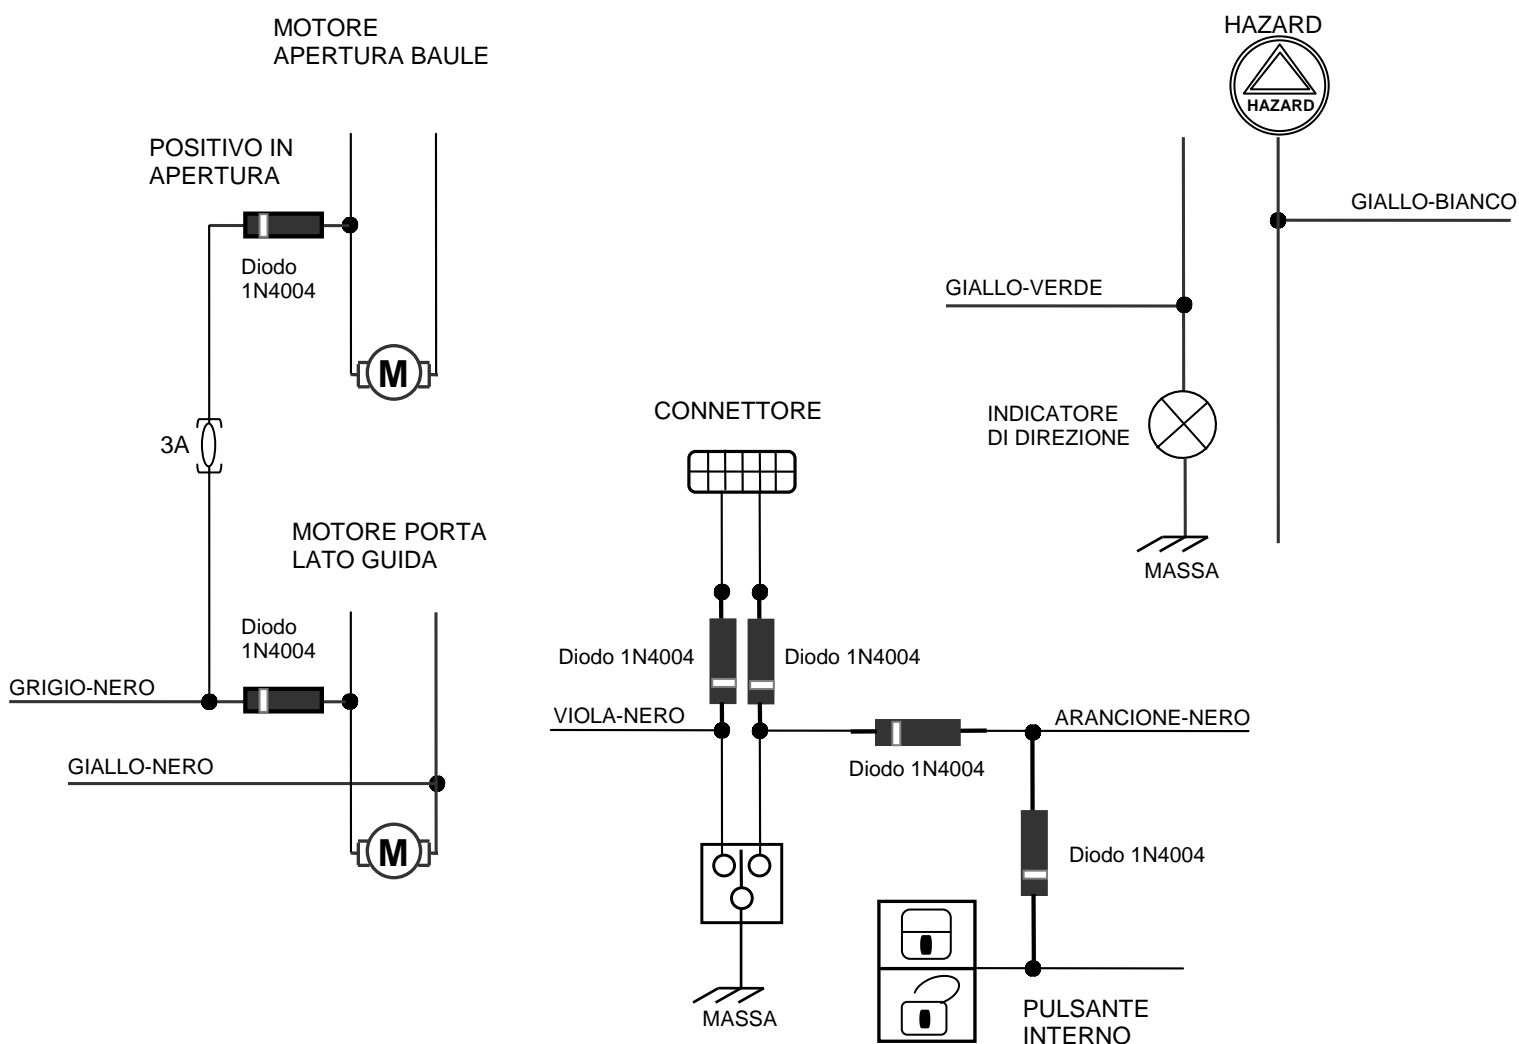 MOTORE
APERTURA BAULE
HAZARD
HAZARD
POSITIVO IN
APERTURA
GIALLO-BIANCO
Diodo
1N4004
GIALLO-VERDE
M
CONNETTORE
INDICATORE
DI DIREZIONE
3A
MOTORE PORTA
LATO GUIDA
MASSA
Diodo
1N4004
Diodo 1N4004
Diodo 1N4004
GRIGIO-NERO
VIOLA-NERO
ARANCIONE-NERO
GIALLO-NERO
Diodo 1N4004
M
Diodo 1N4004
MASSA
PULSANTE
INTERNO